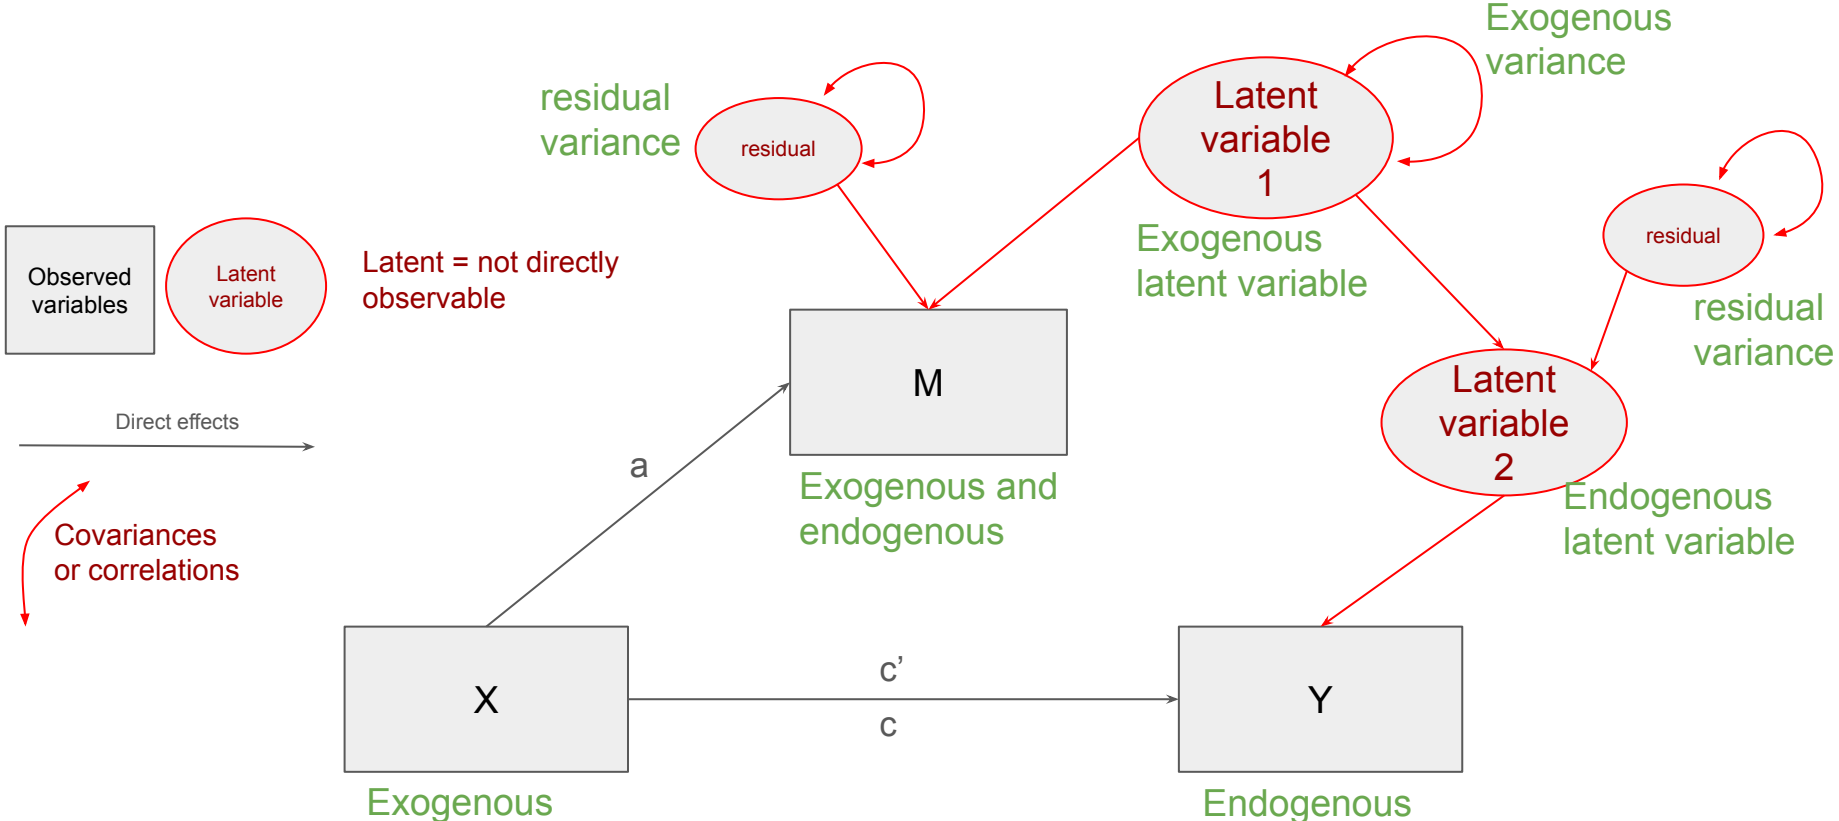 Exogenous
variance
residual
variance
residual
Latent
variable
1
residual
Exogenous
latent variable
residual
variance
Observed
variables
Latent
variable
Latent = not directly
observable
M
Latent
variable
2
Direct effects
a
Exogenous and
endogenous
Endogenous
latent variable
Covariances
or correlations
X
c’
c
Y
Exogenous
Endogenous